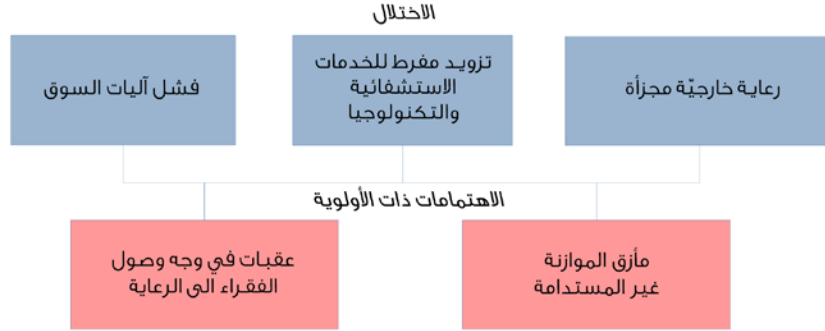 الاختلال
رعاية خارجيّة مجزأة
تزويد مفرط للخدمات
الاستشفائية
والتكنولوجيا
فشل آليات السوق
الاهتمامات ذات الأولوية
مأزق الموازنة
غير المستدامة
عقبات في وجه وصول
الفقراء الى الرعاية